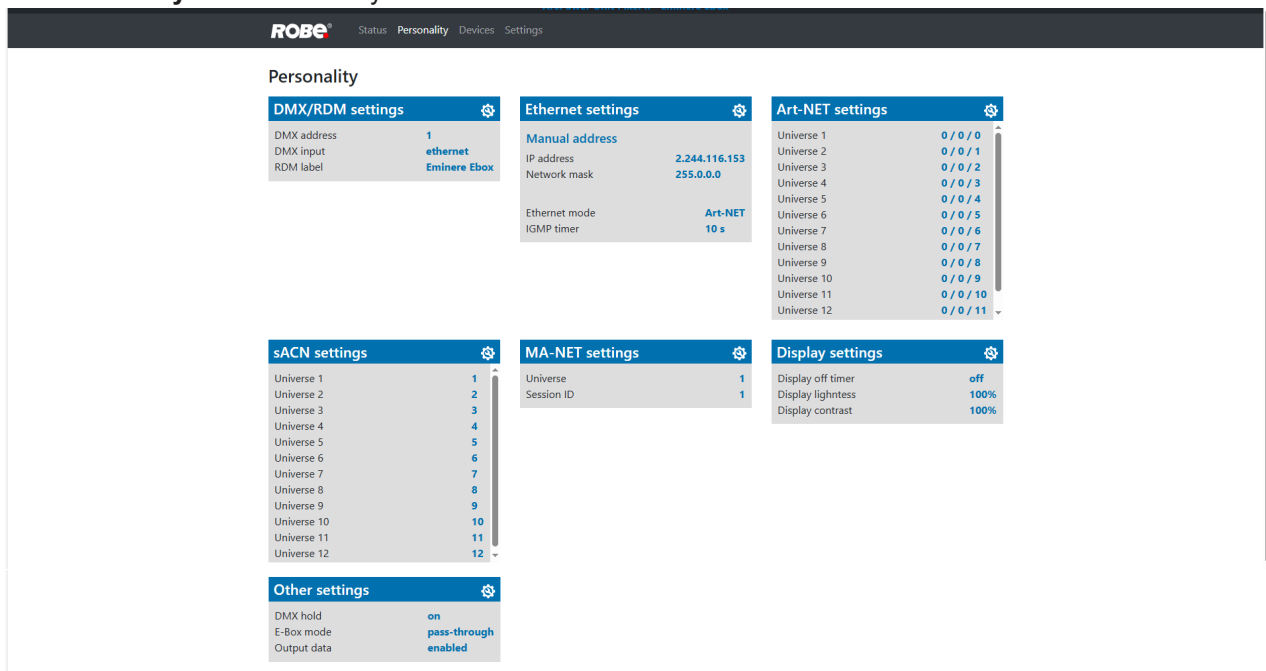 ROBE®
Status Personality Devices Settings
Personality
DMX/RDM settings
DMX address 1
DMX input ethernet
RDM label Eminere Ebox
Ethernet settings
Manual address
IP address 2.244.116.153
Network mask 255.0.0.0
Ethernet mode Art-NET
IGMP timer 10 s
Art-NET settings
Universe 1 0 / 0 / 0
Universe 2 0 / 0 / 1
Universe 3 0 / 0 / 2
Universe 4 0 / 0 / 3
Universe 5 0 / 0 / 4
Universe 6 0 / 0 / 5
Universe 7 0 / 0 / 6
Universe 8 0 / 0 / 7
Universe 9 0 / 0 / 8
Universe 10 0 / 0 / 9
Universe 11 0 / 0 / 10
Universe 12 0 / 0 / 11
sACN settings
Universe 1 1
Universe 2 2
Universe 3 3
Universe 4 4
Universe 5 5
Universe 6 6
Universe 7 7
Universe 8 8
Universe 9 9
Universe 10 10
Universe 11 11
Universe 12 12
MA-NET settings
Universe 1
Session ID 1
Display settings
Display off timer off
Display lighntess 100%
Display contrast 100%
Other settings
DMX hold on
E-Box mode pass-through
Output data enabled